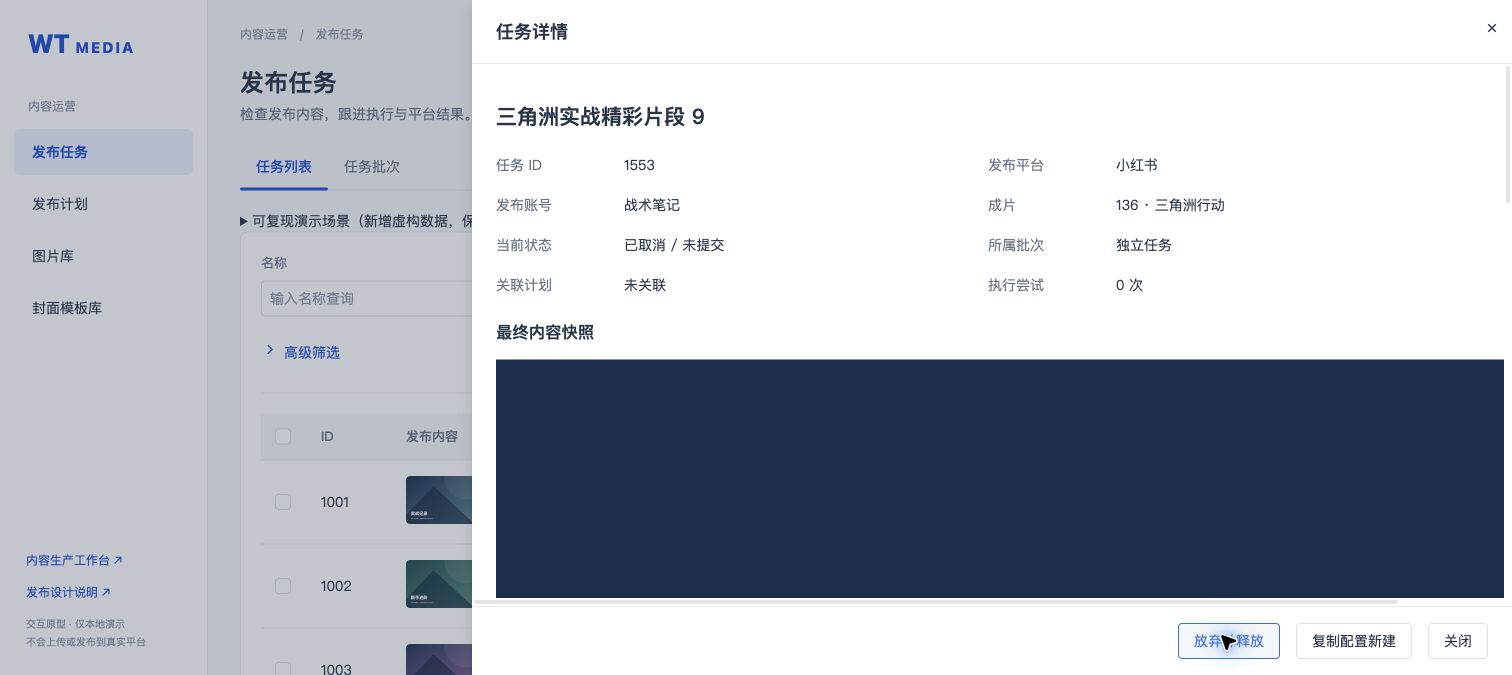 WT MEDIA
内容运营
发布任务
发布计划
图片库
封面模板库
内容生产工作台 ↗
发布设计说明 ↗
交互原型 · 仅本地演示
不会上传或发布到真实平台
内容运营 / 发布任务
发布任务
检查发布内容，跟进执行与平台结果。
任务列表 任务批次
▶ 可复现演示场景（新增虚构数据，保
名称
输入名称查询
高级筛选
ID 发布内容
1001
1002
1003
任务详情 ×
三角洲实战精彩片段 9
任务 ID 1553 发布平台 小红书
发布账号 战术笔记 成片 136 · 三角洲行动
当前状态 已取消 / 未提交 所属批次 独立任务
关联计划 未关联 执行尝试 0 次
最终内容快照
放弃 释放 复制配置新建 关闭